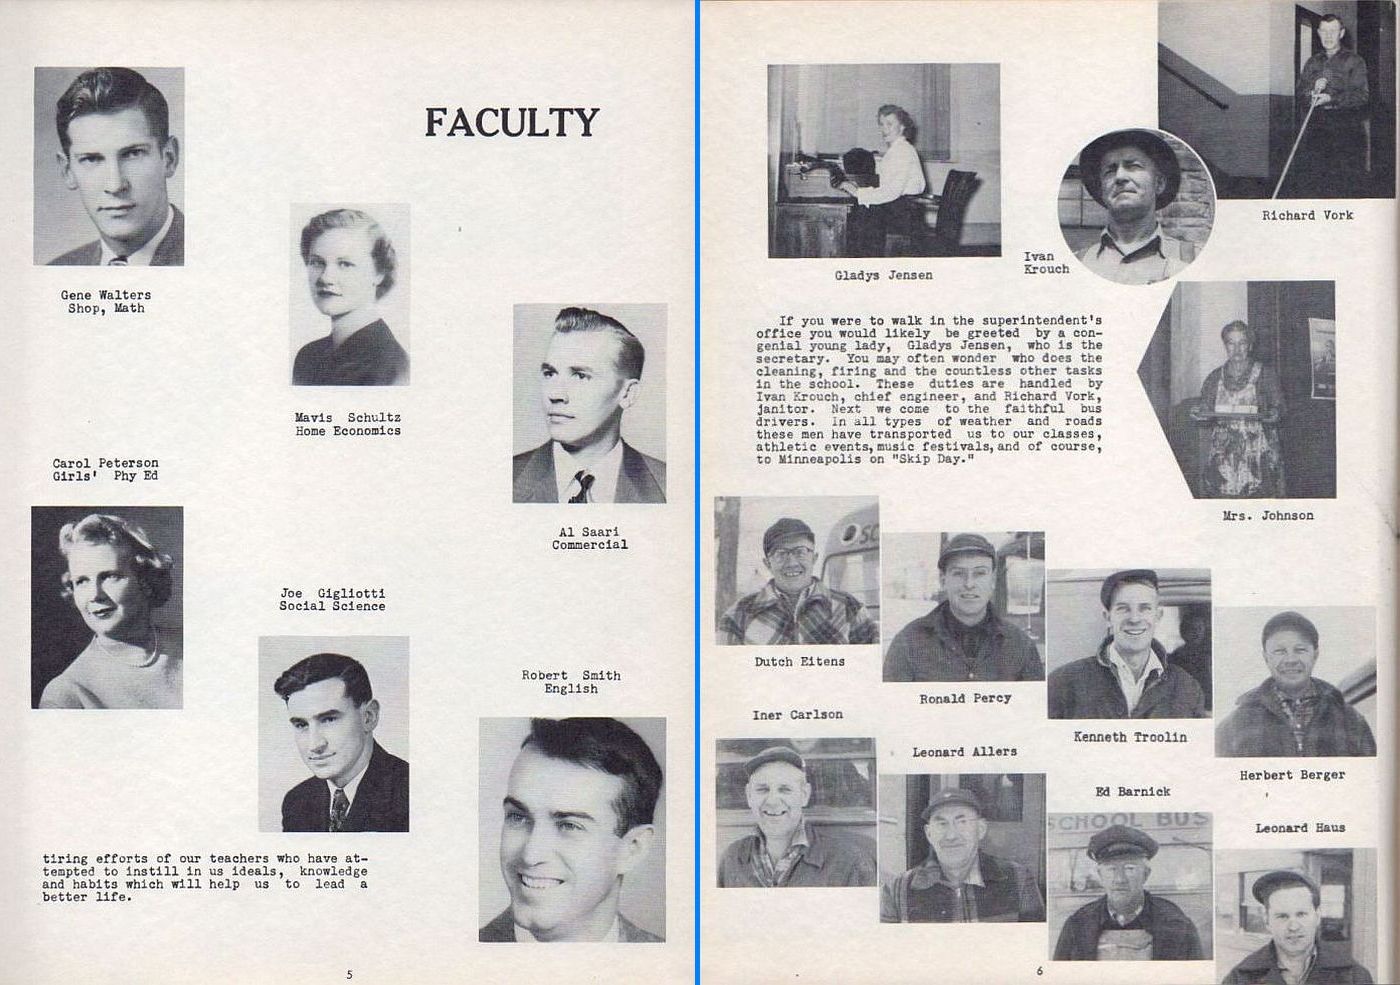 FACULTY
Gene Walters
Shop, Math
Mavis Schultz
Home Economics
Al Saari
Commercial
Carol Peterson
Girls' Phy Ed
Joe Gigliotti
Social Science
Robert Smith
English
tiring efforts of our teachers who have at-
tempted to instill in us ideals, knowledge
and habits which will help us to lead a
better life.
5
Gladys Jensen
Ivan
Krouch
Richard Vork
If you were to walk in the superintendent's
office you would likely be greeted by a con-
genial young lady, Gladys Jensen, who is the
secretary. You may often wonder who does the
cleaning, firing and the countless other tasks
in the school. These duties are handled by
Ivan Krouch, chief engineer, and Richard Vork,
janitor. Next we come to the faithful bus
drivers. In all types of weather and roads
these men have transported us to our classes,
athletic events, music festivals, and of course,
to Minneapolis on "Skip Day."
Mrs. Johnson
Dutch Eitens
Ronald Percy
Kenneth Troolin
Herbert Berger
Iner Carlson
Leonard Allers
Ed Barnick
SCHOOL BUS
Leonard Haus
6